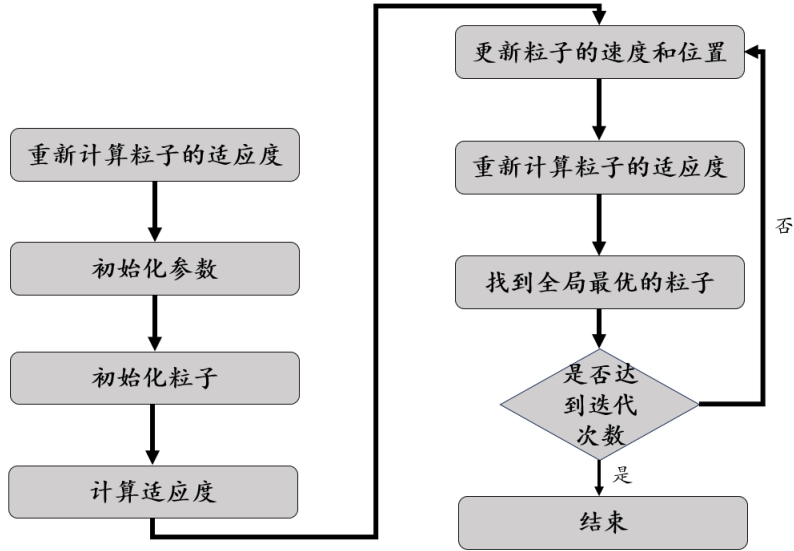 重新计算粒子的适应度
初始化参数
初始化粒子
计算适应度
更新粒子的速度和位置
重新计算粒子的适应度
找到全局最优的粒子
是否达
到迭代
次数
否
是
结束